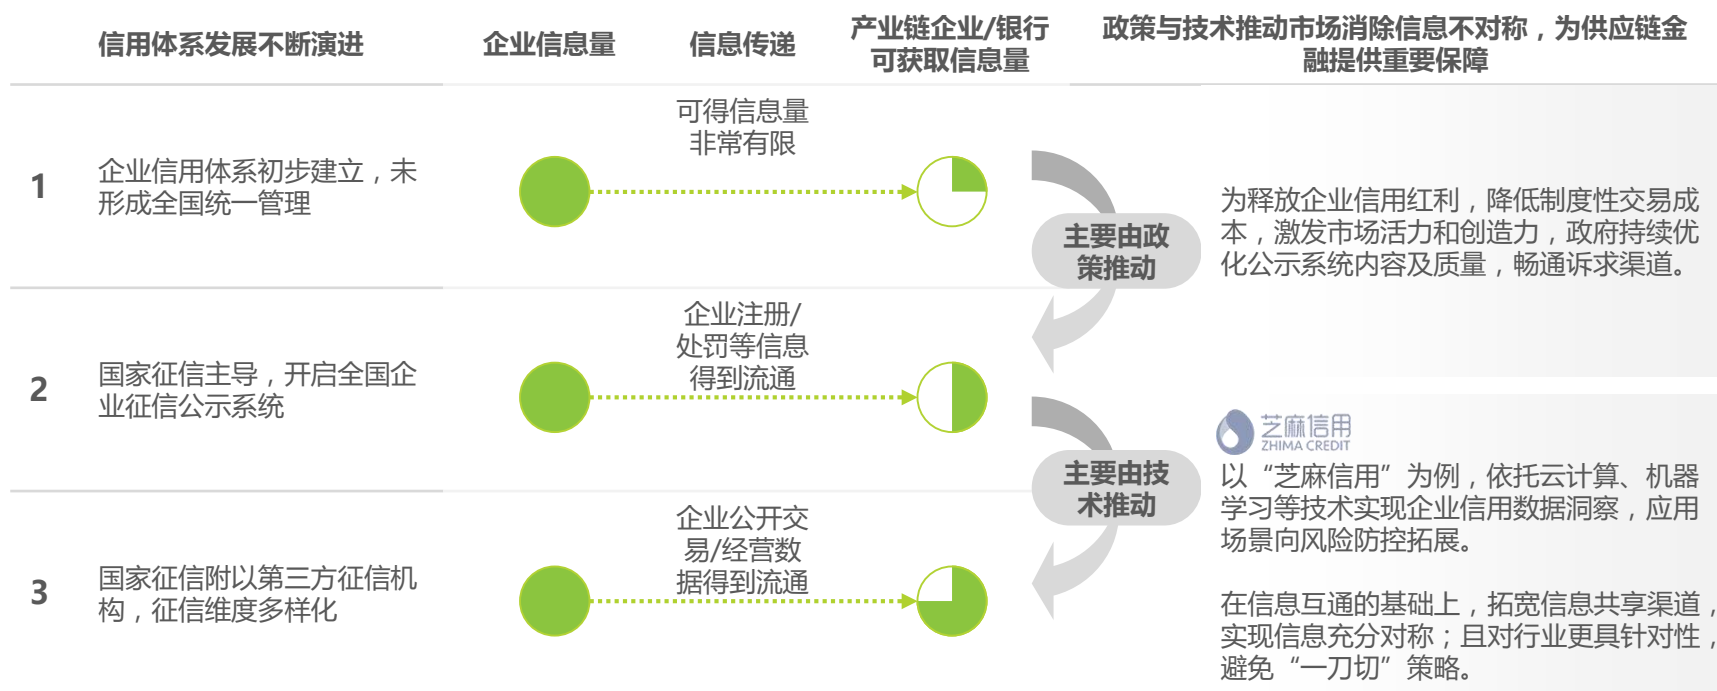 信用体系发展不断演进
企业信息量
信息传递
产业链企业/银行
可获取信息量
政策与技术推动市场消除信息不对称，为供应链金
融提供重要保障
1
企业信用体系初步建立，未
形成全国统一管理
可得信息量
非常有限
主要由政
策推动
为释放企业信用红利，降低制度性交易成
本，激发市场活力和创造力，政府持续优
化公示系统内容及质量，畅通诉求渠道。
2
国家征信主导，开启全国企
业征信公示系统
企业注册/
处罚等信息
得到流通
主要由技
术推动
芝麻信用
ZHIMA CREDIT
以“芝麻信用”为例，依托云计算、机器
学习等技术实现企业信用数据洞察，应用
场景向风险防控拓展。
3
国家征信附以第三方征信机
构，征信维度多样化
企业公开交
易/经营数
据得到流通
在信息互通的基础上，拓宽信息共享渠道，
实现信息充分对称；且对行业更具针对性，
避免“一刀切”策略。